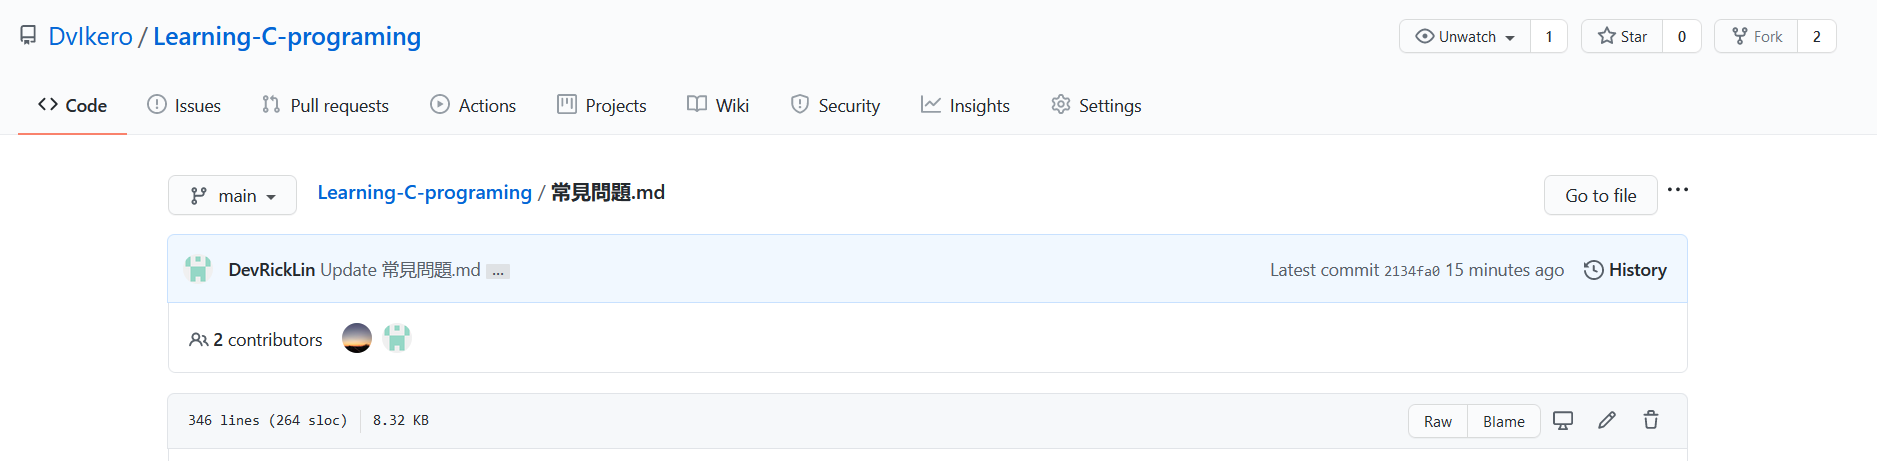 DvIkero / Learning-C-programing
Unwatch 1 Star 0 Fork 2
Code Issues Pull requests Actions Projects Wiki Security Insights Settings
main Learning-C-programing / 常見問題.md Go to file ...
DevRickLin Update 常見問題.md ... Latest commit 2134fa0 15 minutes ago History
2 contributors
346 lines (264 sloc) 8.32 KB Raw Blame